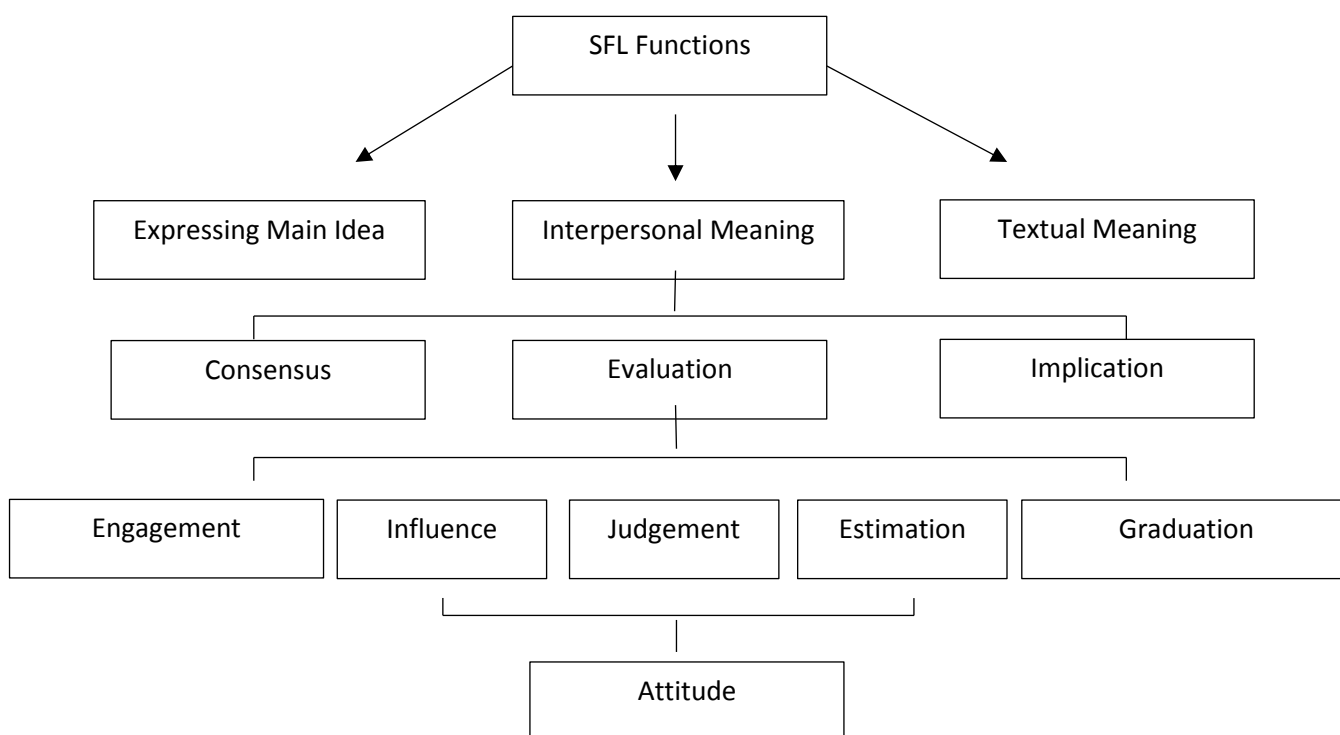 SFL Functions
Expressing Main Idea
Interpersonal Meaning
Textual Meaning
Consensus
Evaluation
Implication
Engagement
Influence
Judgement
Estimation
Graduation
Attitude